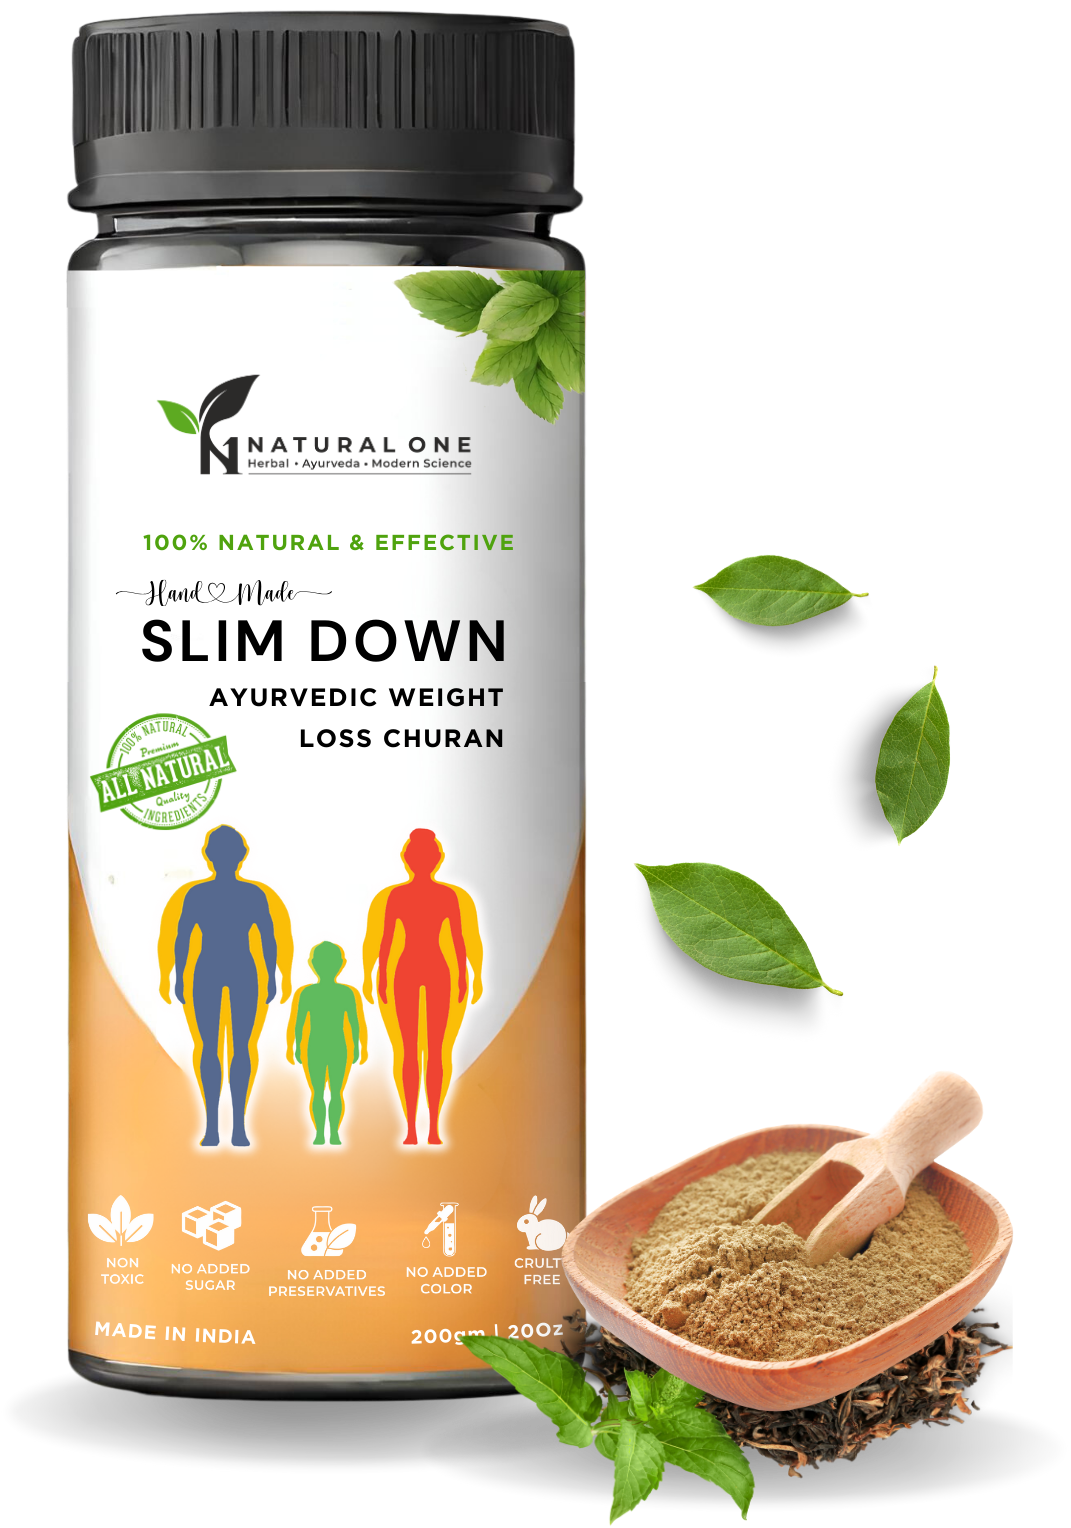 N1 NATURAL ONE
Herbal • Ayurveda • Modern Science
100% NATURAL & EFFECTIVE
Hand Made
SLIM DOWN
AYURVEDIC WEIGHT
LOSS CHURAN
100% NATURAL
Premium
ALL NATURAL
Quality
INGREDIENTS
NON
TOXIC
NO ADDED
SUGAR
NO ADDED
PRESERVATIVES
NO ADDED
COLOR
CRULT
FREE
MADE IN INDIA
200gm | 20Oz